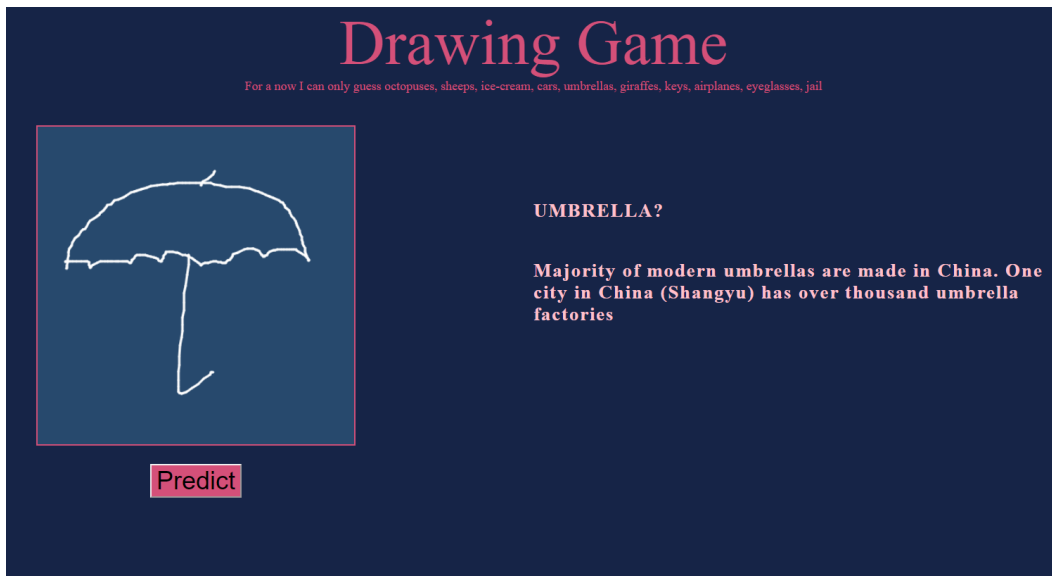 Drawing Game
For a now I can only guess octopuses, sheeps, ice-cream, cars, umbrellas, giraffes, keys, airplanes, eyeglasses, jail
UMBRELLA?
Majority of modern umbrellas are made in China. One
city in China (Shangyu) has over thousand umbrella
factories
Predict